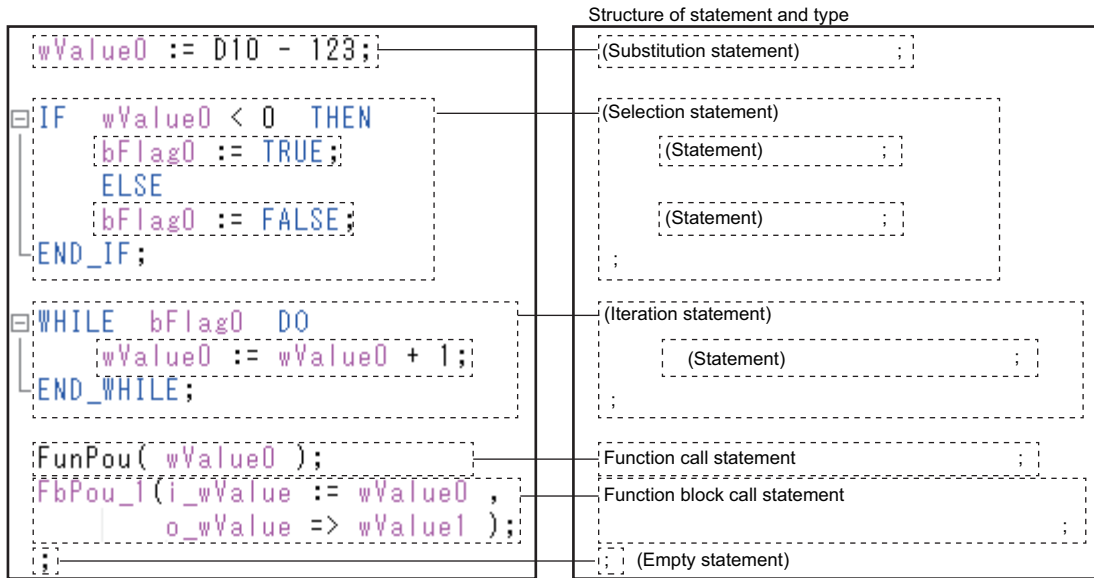 Structure of statement and type
wValue0 := D10 - 123;
(Substitution statement) ;
IF wValue0 < 0 THEN
(Selection statement)
bFlag0 := TRUE;
(Statement) ;
ELSE
bFlag0 := FALSE;
(Statement) ;
END_IF;
;
WHILE bFlag0 DO
(Iteration statement)
wValue0 := wValue0 + 1;
(Statement) ;
END_WHILE;
;
FunPou( wValue0 );
Function call statement ;
FbPou_1(i_wValue := wValue0 ,
Function block call statement
o_wValue => wValue1 );
;
;
; (Empty statement)